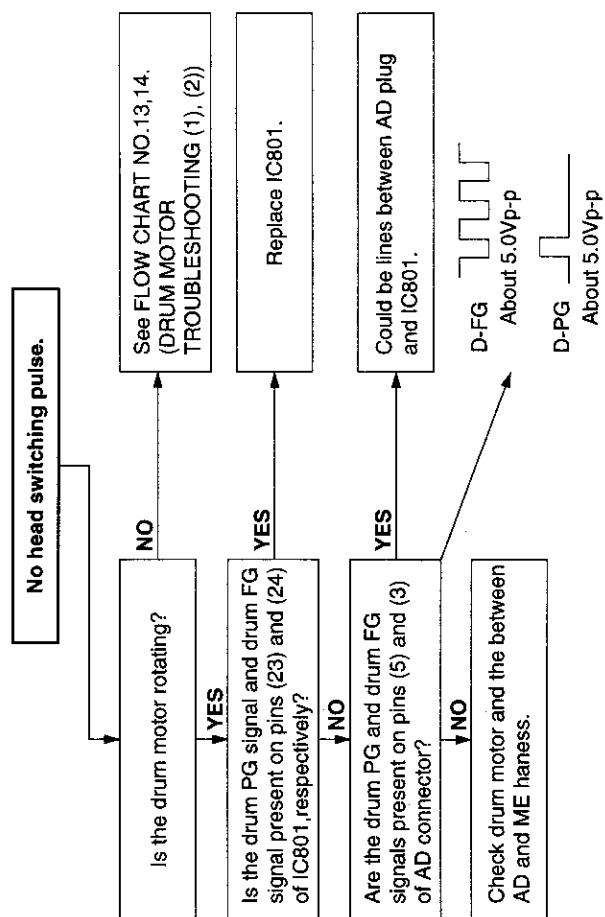 No head switching pulse.
Is the drum motor rotating?
NO
See FLOW CHART NO.13,14.
(DRUM MOTOR
TROUBLESHOOTING (1), (2))
YES
Is the drum PG signal and drum FG
signal present on pins (23) and (24)
of IC801,respectively?
YES
Replace IC801.
NO
Are the drum PG and drum FG
signals present on pins (5) and (3)
of AD connector?
YES
Could be lines between AD plug
and IC801.
NO
Check drum motor and the between
AD and ME haness.
D-FG
About 5.0Vp-p
D-PG
About 5.0Vp-p